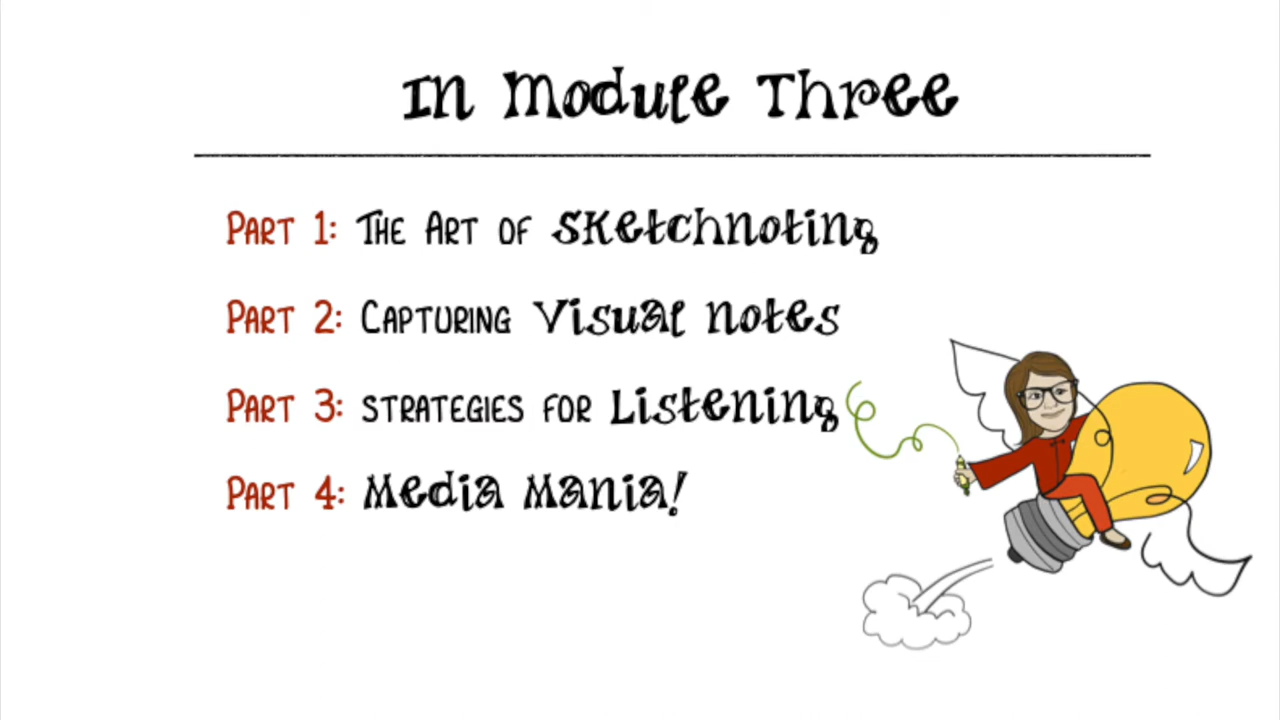 In Module Three
Part 1: The Art of Sketchnoting
Part 2: Capturing Visual Notes
Part 3: Strategies for Listening
Part 4: Media Mania!